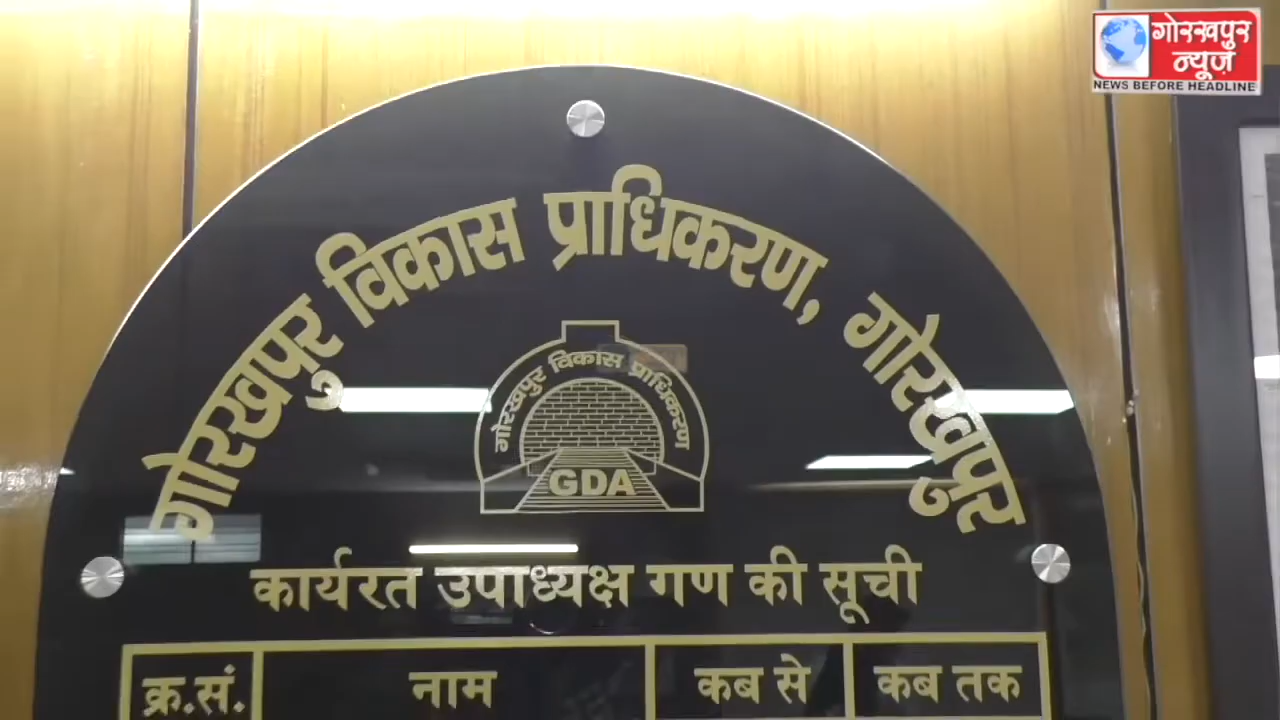 गोरखपुर
न्यूज़
NEWS BEFORE HEADLINE
गोरखपुर विकास प्राधिकरण, गोरखपुर
गोरखपुर विकास प्राधिकरण
GDA
कार्यरत उपाध्यक्ष गण की सूची
क्र.सं. नाम कब से कब तक